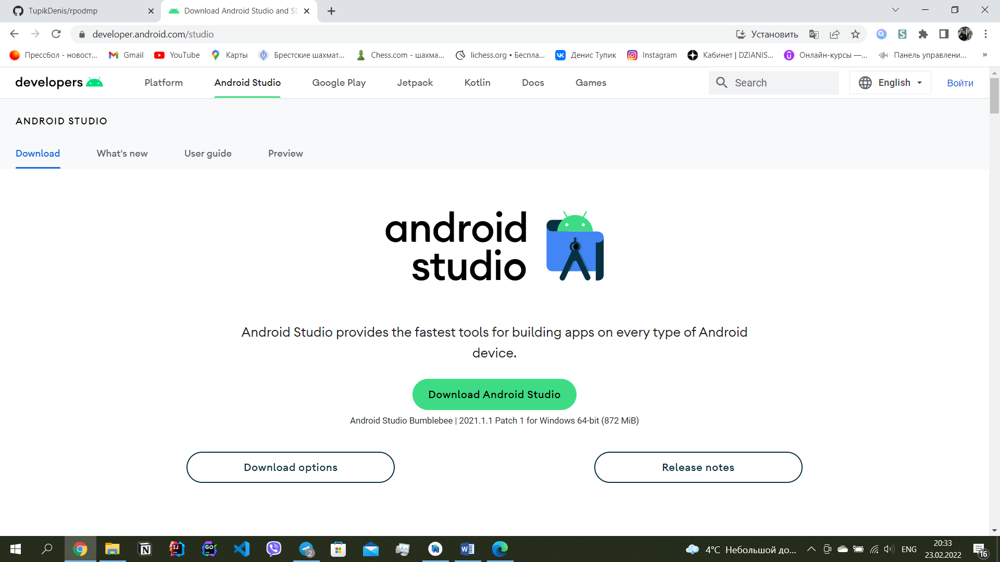 TupikDenis/rpodmp
Download Android Studio and S
developer.android.com/studio
Установить
Прессбол - новост...
Gmail
YouTube
Карты
Брестские шахмат...
Chess.com - шахма...
lichess.org • Беспла...
Денис Тупик
Instagram
Кабинет | DZIANIS...
Онлайн-курсы —...
Панель управлени...
»
developers
Platform
Android Studio
Google Play
Jetpack
Kotlin
Docs
Games
Search
English
Войти
ANDROID STUDIO
Download
What's new
User guide
Preview
android
studio
Android Studio provides the fastest tools for building apps on every type of Android
device.
Download Android Studio
Android Studio Bumblebee | 2021.1.1 Patch 1 for Windows 64-bit (872 MiB)
Download options
Release notes
IJ
GO
2
4°C Небольшой до...
ENG
20:33
23.02.2022
16